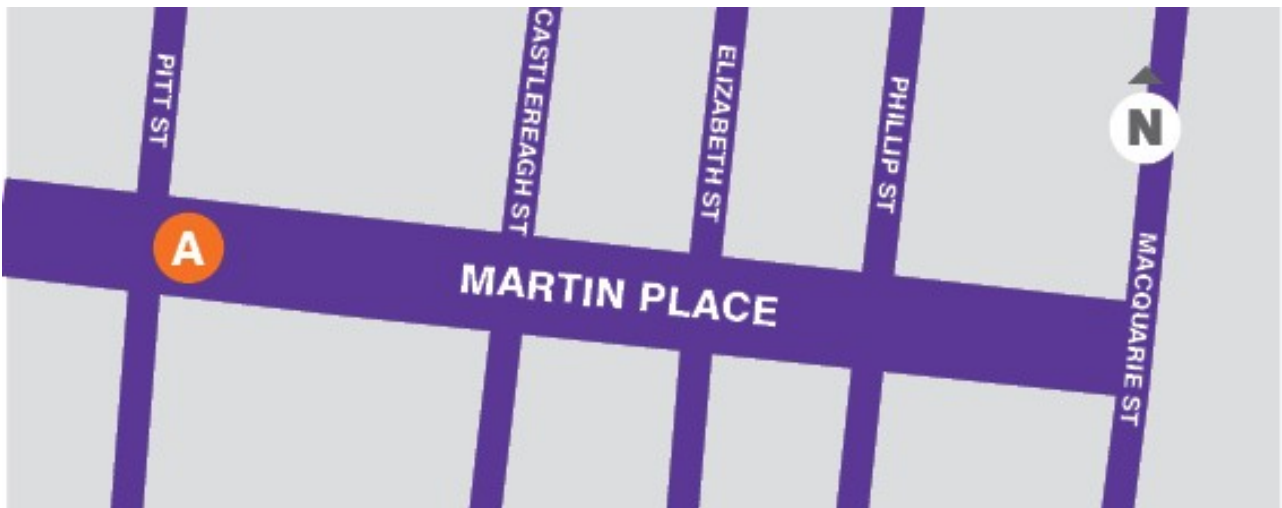 PITT ST
CASTLEREAGH ST
ELIZABETH ST
PHILLIP ST
N
MACQUARIE ST
A
MARTIN PLACE